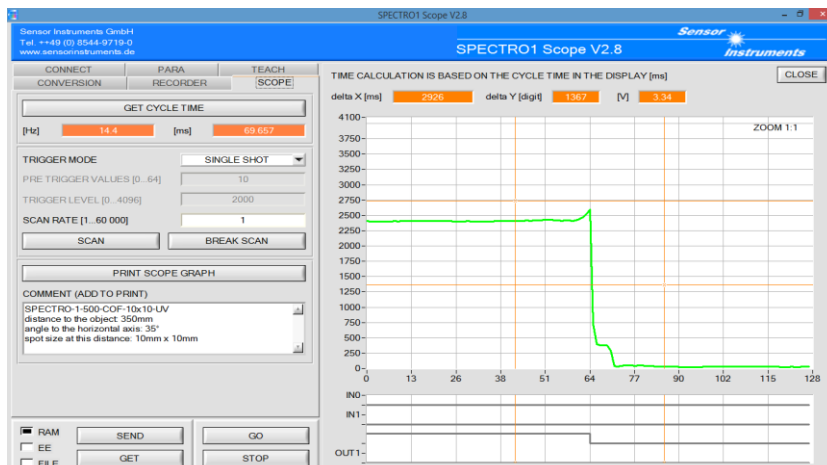 SPECTRO1 Scope V2.8
Sensor Instruments GmbH
Tel. ++49 (0) 8544-9719-0
www.sensorinstruments.de
SPECTRO1 Scope V2.8
Sensor
Instruments
CONNECT PARA TEACH
CONVERSION RECORDER SCOPE
GET CYCLE TIME
[Hz] 14.4 [ms] 69.657
TRIGGER MODE SINGLE SHOT
PRE TRIGGER VALUES [0...64] 10
TRIGGER LEVEL [0...4096] 2000
SCAN RATE [1...60 000] 1
SCAN BREAK SCAN
PRINT SCOPE GRAPH
COMMENT (ADD TO PRINT)
SPECTRO-1-500-COF-10x10-UV
distance to the object: 350mm
angle to the horizontal axis: 35°
spot size at this distance: 10mm x 10mm
RAM SEND GO
EE
FILE GET STOP
TIME CALCULATION IS BASED ON THE CYCLE TIME IN THE DISPLAY [ms]
CLOSE
delta X [ms] 2926 delta Y [digit] 1367 [V] 3.34
ZOOM 1:1
4100
3750
3500
3250
3000
2750
2500
2250
2000
1750
1500
1250
1000
750
500
250
0
0 13 26 38 51 64 77 90 102 115 128
IN0
IN1
OUT1